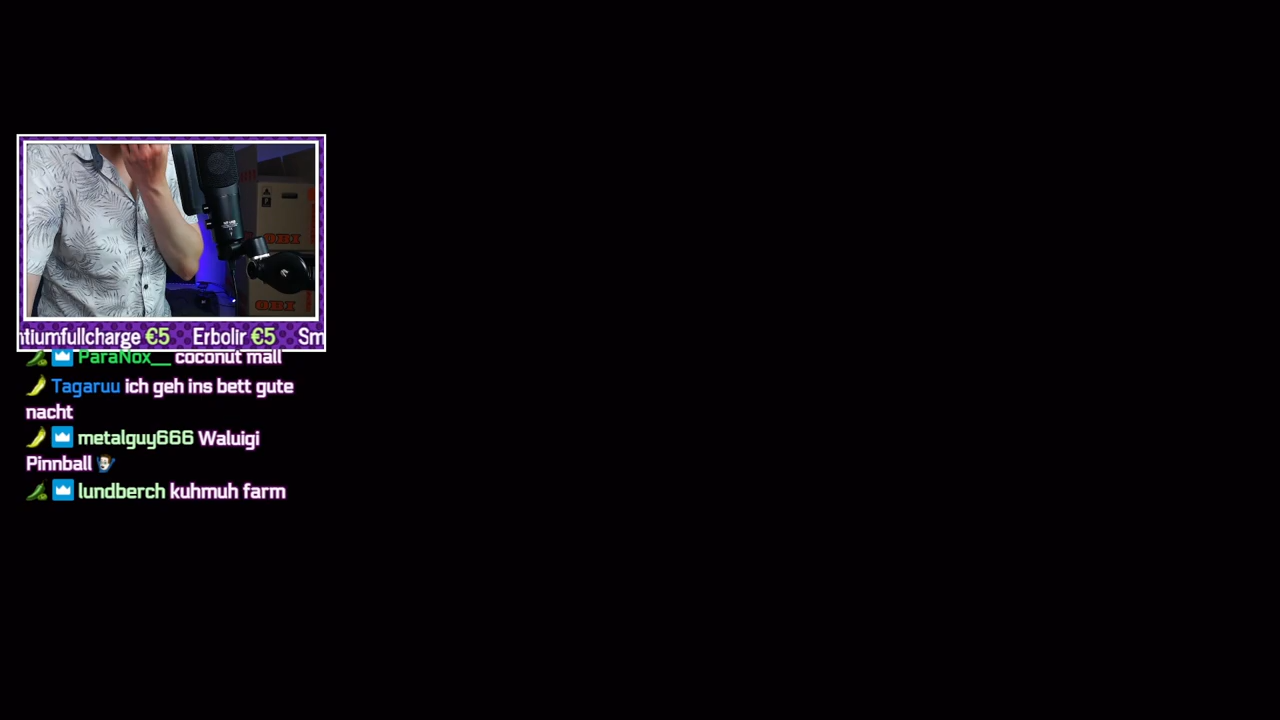 ntiumfullcharge €5 Erbolir €5 Sm
ParaNox__ coconut mall
Tagaruu ich geh ins bett gute
nacht
metalguy666 Waluigi
Pinnball
lundberch kuhmuh farm